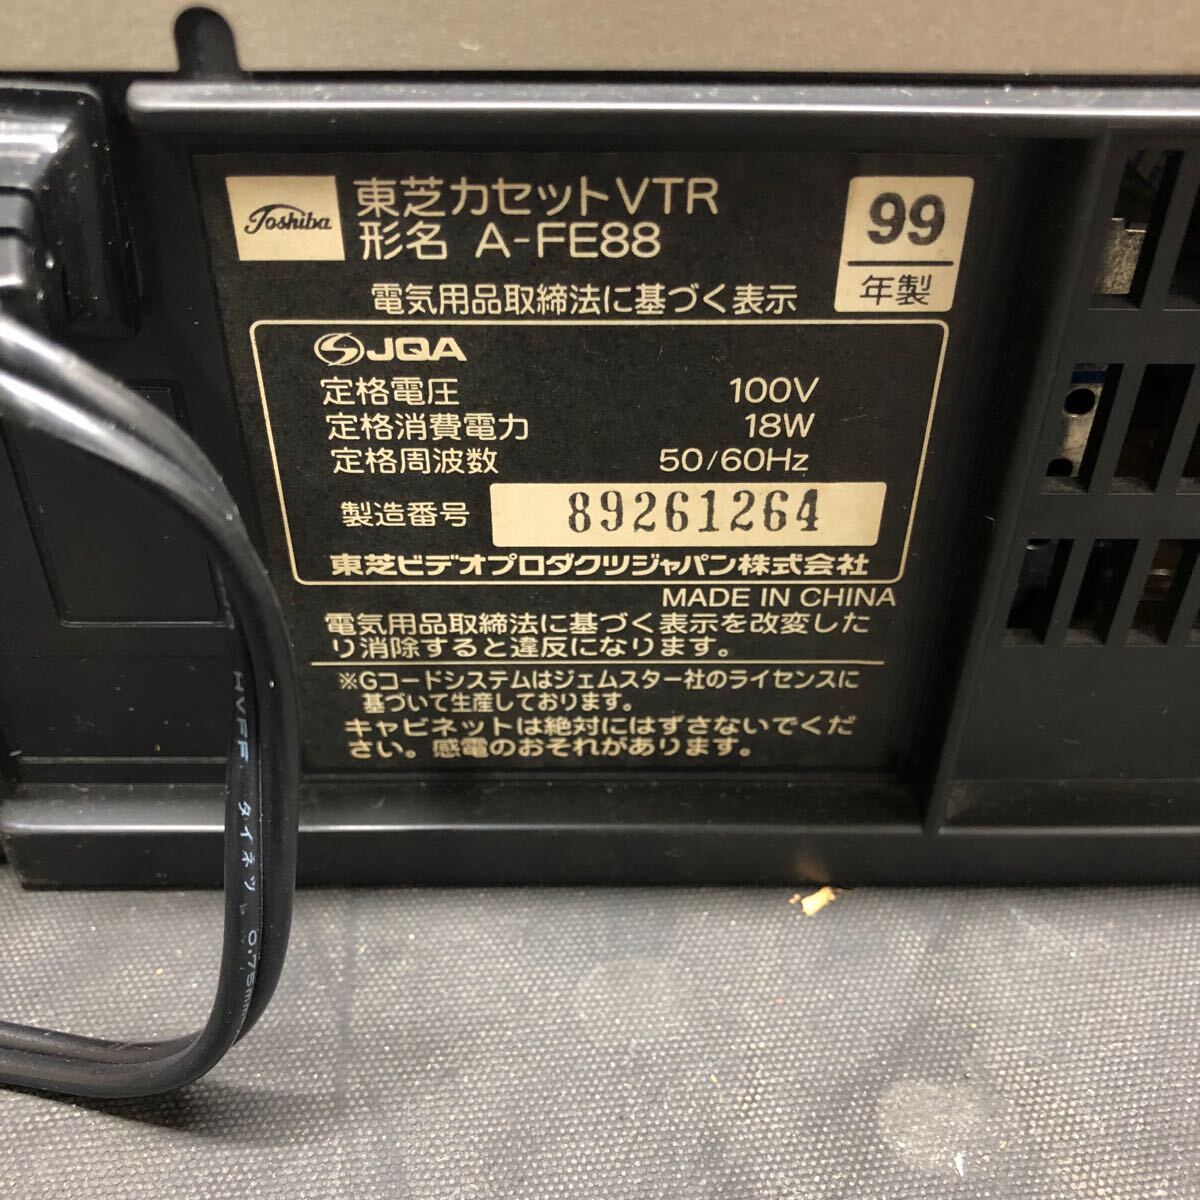 Toshiba
東芝カセットVTR
形名 A-FE88
99
年製
電気用品取締法に基づく表示
JQA
定格電圧 100V
定格消費電力 18W
定格周波数 50/60Hz
製造番号 89261264
東芝ビデオプロダクツジャパン株式会社
MADE IN CHINA
電気用品取締法に基づく表示を改変した
り消除すると違反になります。
※Gコードシステムはジェムスター社のライセンスに
基づいて生産しております。
キャビネットは絶対にはずさないでくだ
さい。感電のおそれがあります。
HVFF タイネット 0.75mm